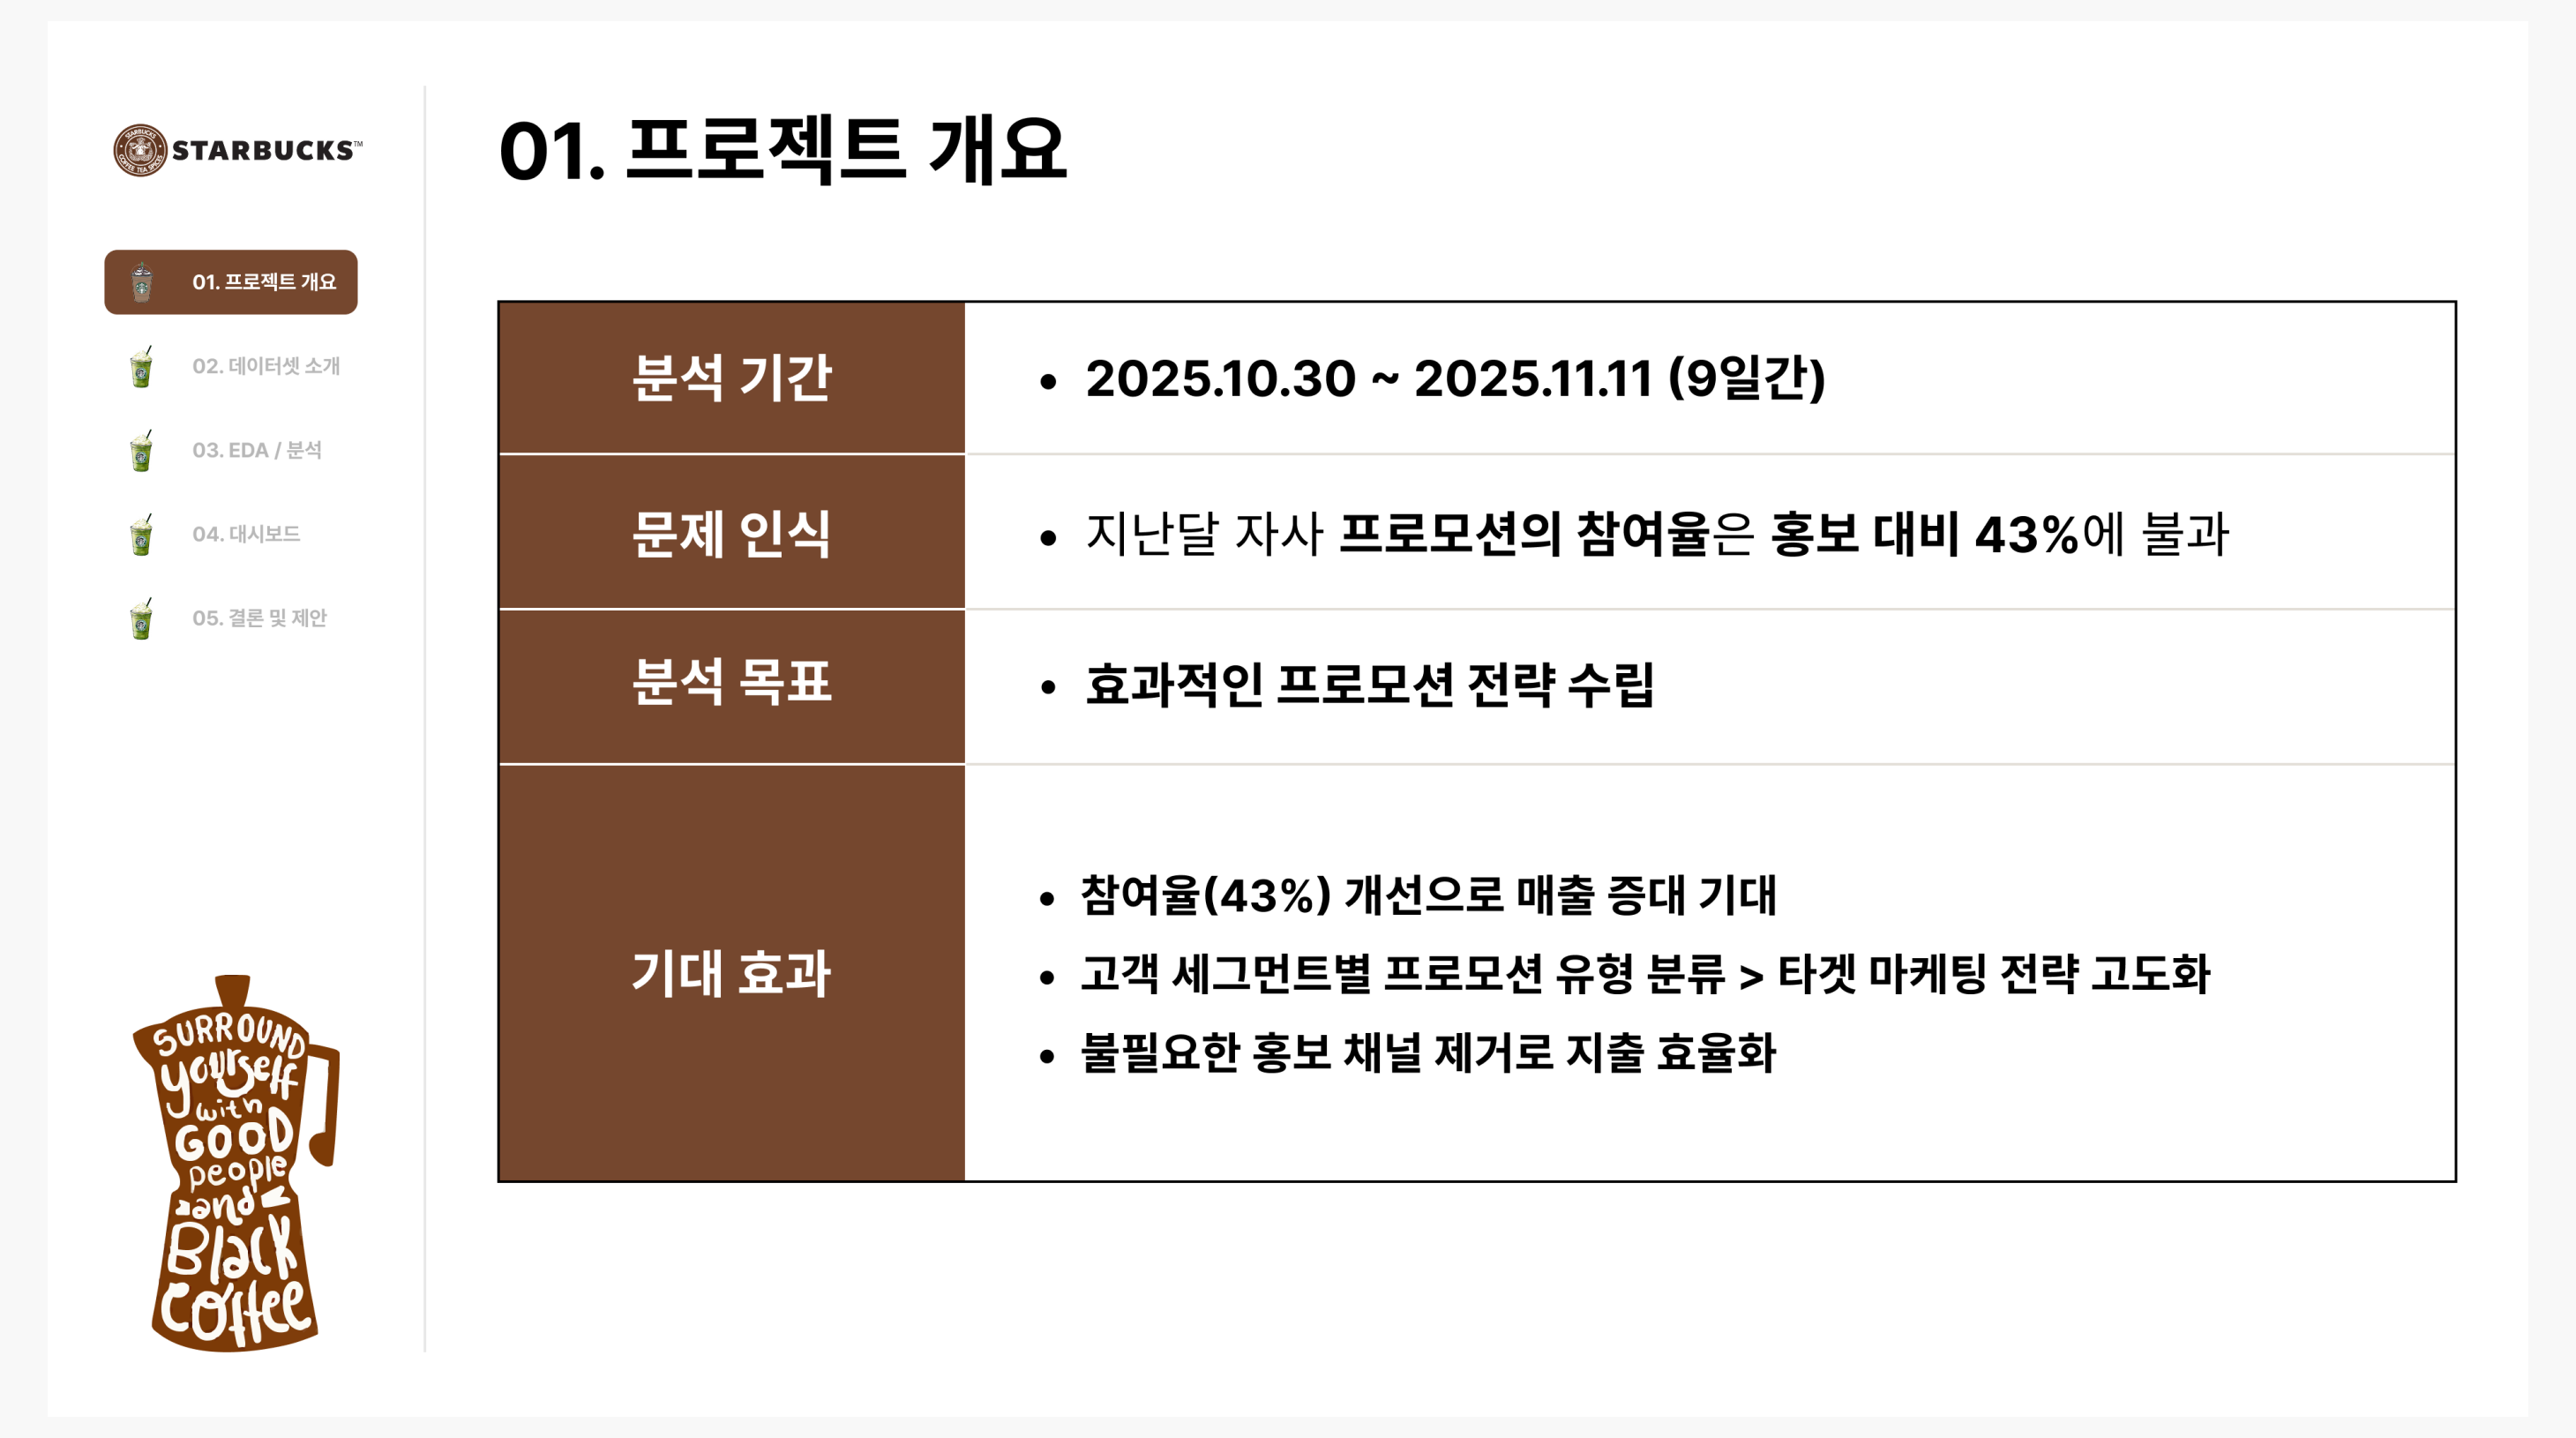 STARBUCKS
COFFEE TEA SPICES
STARBUCKS™
01. 프로젝트 개요
02. 데이터셋 소개
03. EDA / 분석
04. 대시보드
05. 결론 및 제안
SURROUND
yourself
with
GOOD
people
and
Black
Coffee
01. 프로젝트 개요
분석 기간
• 2025.10.30 ~ 2025.11.11 (9일간)
문제 인식
• 지난달 자사 프로모션의 참여율은 홍보 대비 43%에 불과
분석 목표
• 효과적인 프로모션 전략 수립
기대 효과
• 참여율(43%) 개선으로 매출 증대 기대
• 고객 세그먼트별 프로모션 유형 분류 > 타겟 마케팅 전략 고도화
• 불필요한 홍보 채널 제거로 지출 효율화